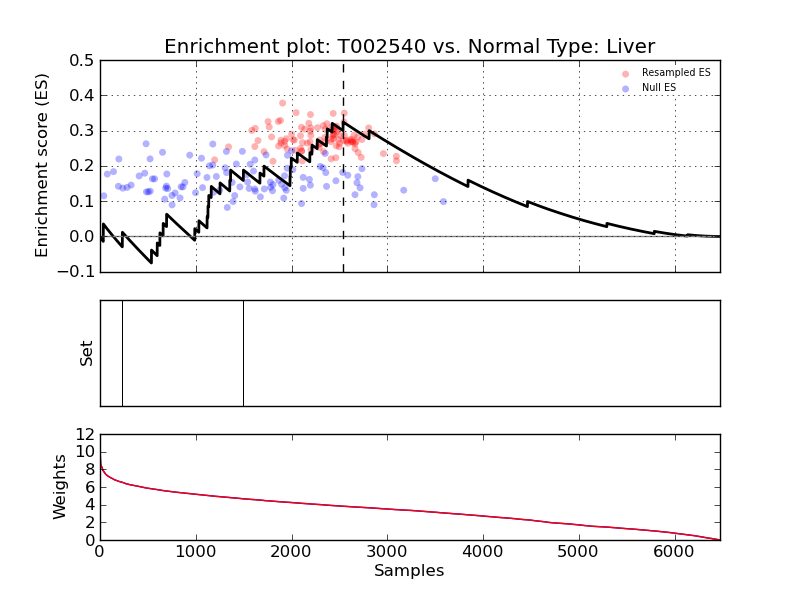 Enrichment plot: T002540 vs. Normal Type: Liver
Enrichment score (ES)
0.5
0.4
0.3
0.2
0.1
0.0
−0.1
Resampled ES
Null ES
Set
Weights
12
10
8
6
4
2
0
0 1000 2000 3000 4000 5000 6000
Samples